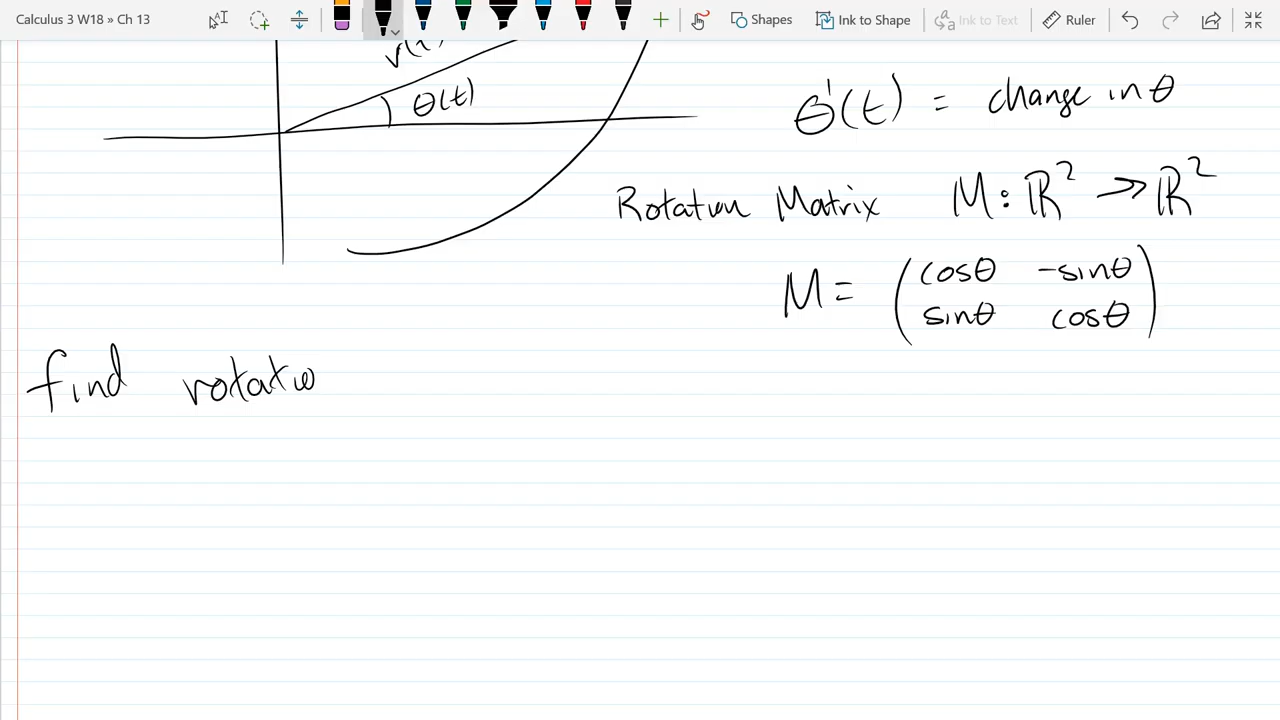 Calculus 3 W18 » Ch 13
Shapes
Ink to Shape
Ink to Text
Ruler
θ(t)
θ'(t) = change in θ
Rotation Matrix M: ℝ² → ℝ²
M = ( cosθ -sinθ
sinθ cosθ )
find rotatio